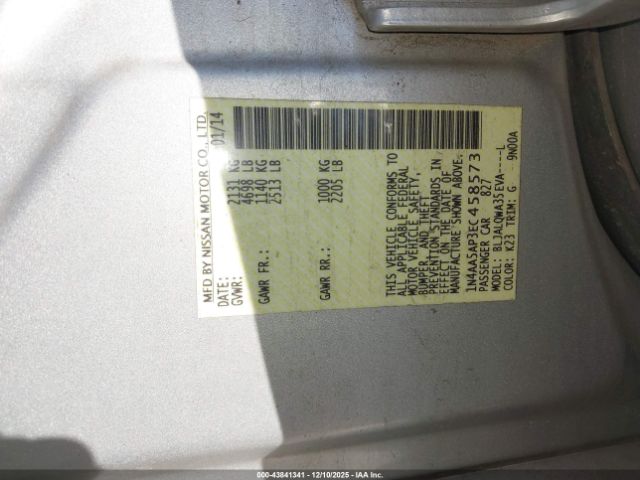 MFD BY NISSAN MOTOR CO., LTD.
DATE: 01/14
GVWR: 2131 KG
4698 LB
GAWR FR.: 1140 KG
2513 LB
GAWR RR.: 1000 KG
2205 LB
THIS VEHICLE CONFORMS TO
ALL APPLICABLE FEDERAL
MOTOR VEHICLE SAFETY,
BUMPER, AND THEFT
PREVENTION STANDARDS IN
EFFECT ON THE DATE OF
MANUFACTURE SHOWN ABOVE.
1N4AA5AP3EC458573
PASSENGER CAR 827
MODEL: BLJALQWA35EVA----L
COLOR: K23 TRIM: G 9N00A
000-43841341 - 12/10/2025 - IAA Inc.